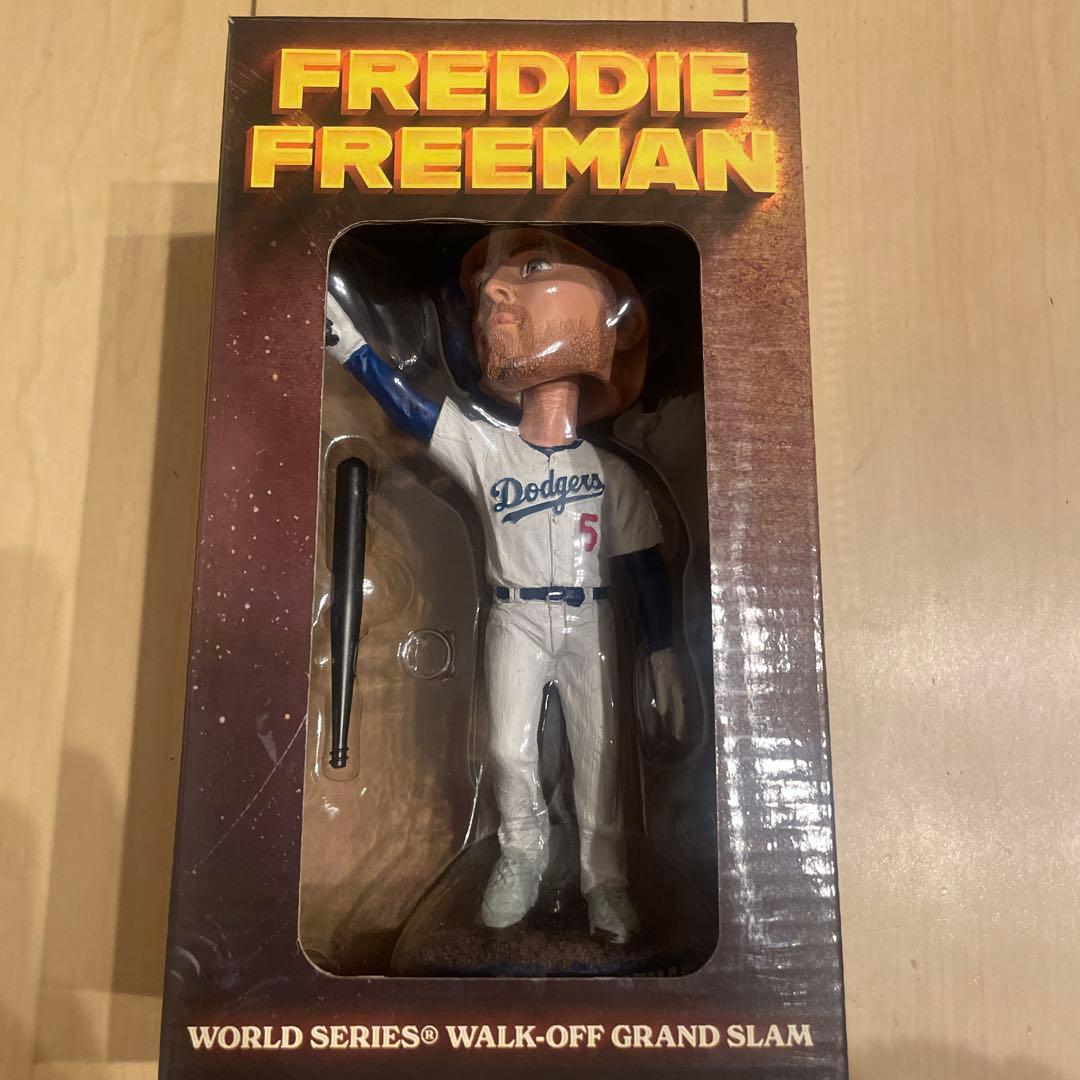 FREDDIE
FREEMAN
Dodgers
5
WORLD SERIES® WALK-OFF GRAND SLAM